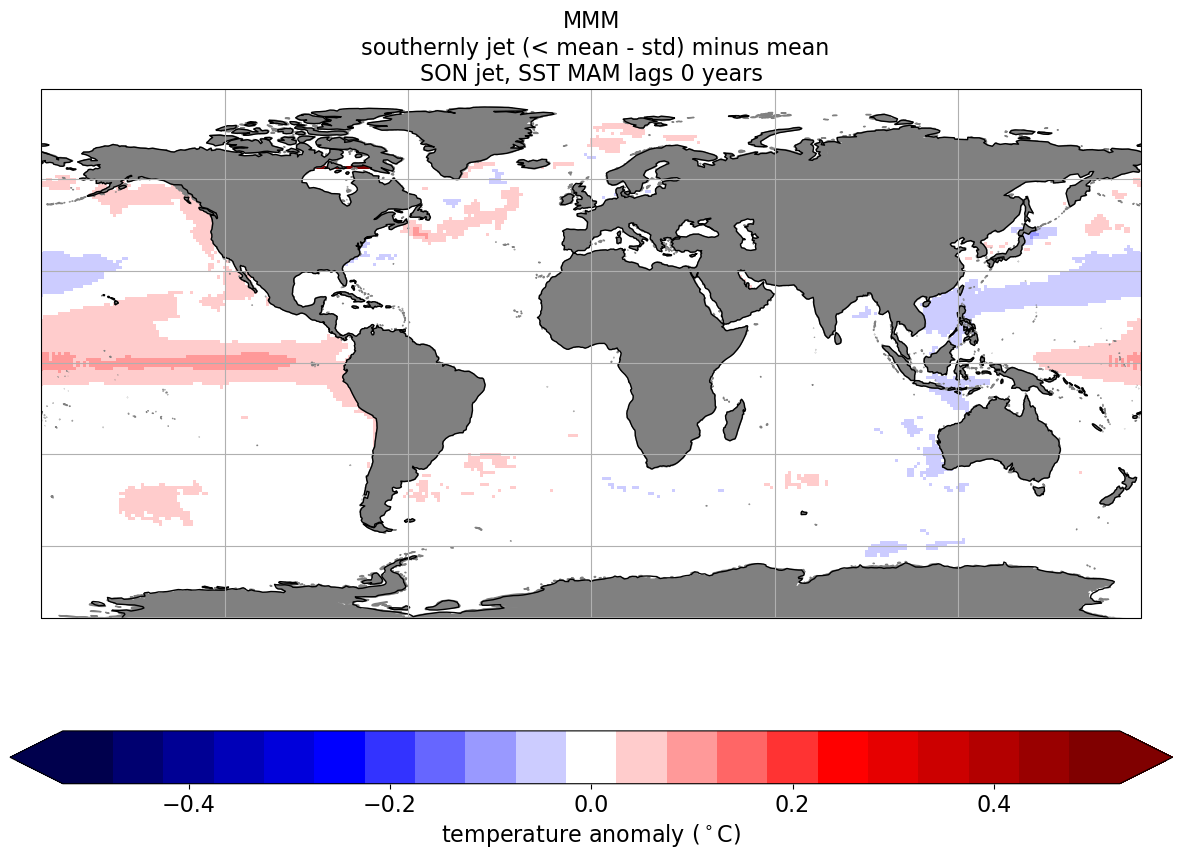 MMM
southernly jet (< mean - std) minus mean
SON jet, SST MAM lags 0 years
−0.4 −0.2 0.0 0.2 0.4
temperature anomaly (°C)